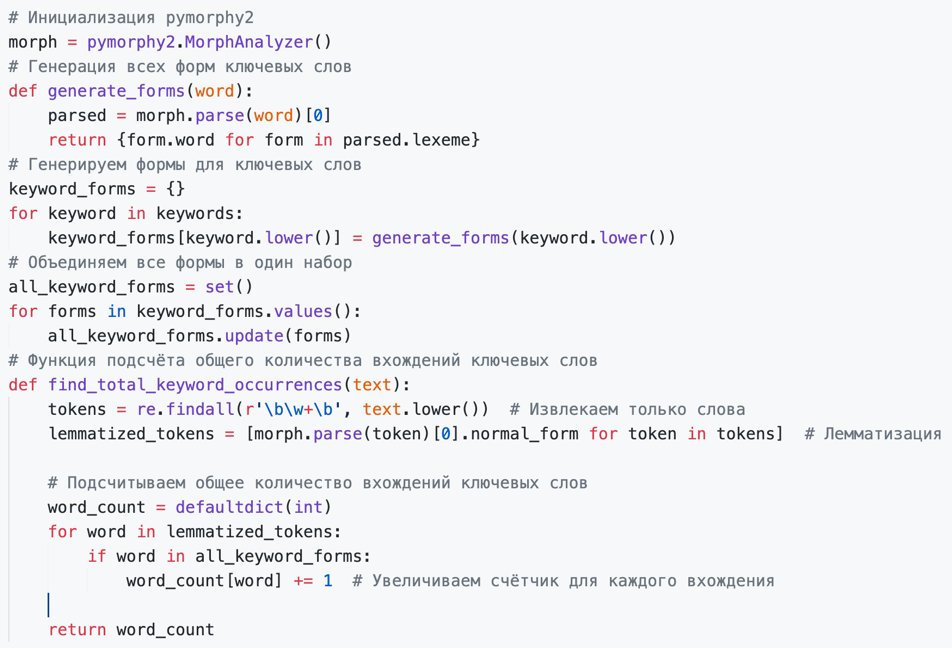 # Инициализация pymorphy2
morph = pymorphy2.MorphAnalyzer()
# Генерация всех форм ключевых слов
def generate_forms(word):
    parsed = morph.parse(word)[0]
    return {form.word for form in parsed.lexeme}
# Генерируем формы для ключевых слов
keyword_forms = {}
for keyword in keywords:
    keyword_forms[keyword.lower()] = generate_forms(keyword.lower())
# Объединяем все формы в один набор
all_keyword_forms = set()
for forms in keyword_forms.values():
    all_keyword_forms.update(forms)
# Функция подсчёта общего количества вхождений ключевых слов
def find_total_keyword_occurrences(text):
    tokens = re.findall(r'\b\w+\b', text.lower())  # Извлекаем только слова
    lemmatized_tokens = [morph.parse(token)[0].normal_form for token in tokens]  # Лемматизация
    # Подсчитываем общее количество вхождений ключевых слов
    word_count = defaultdict(int)
    for word in lemmatized_tokens:
        if word in all_keyword_forms:
            word_count[word] += 1  # Увеличиваем счётчик для каждого вхождения
    return word_count